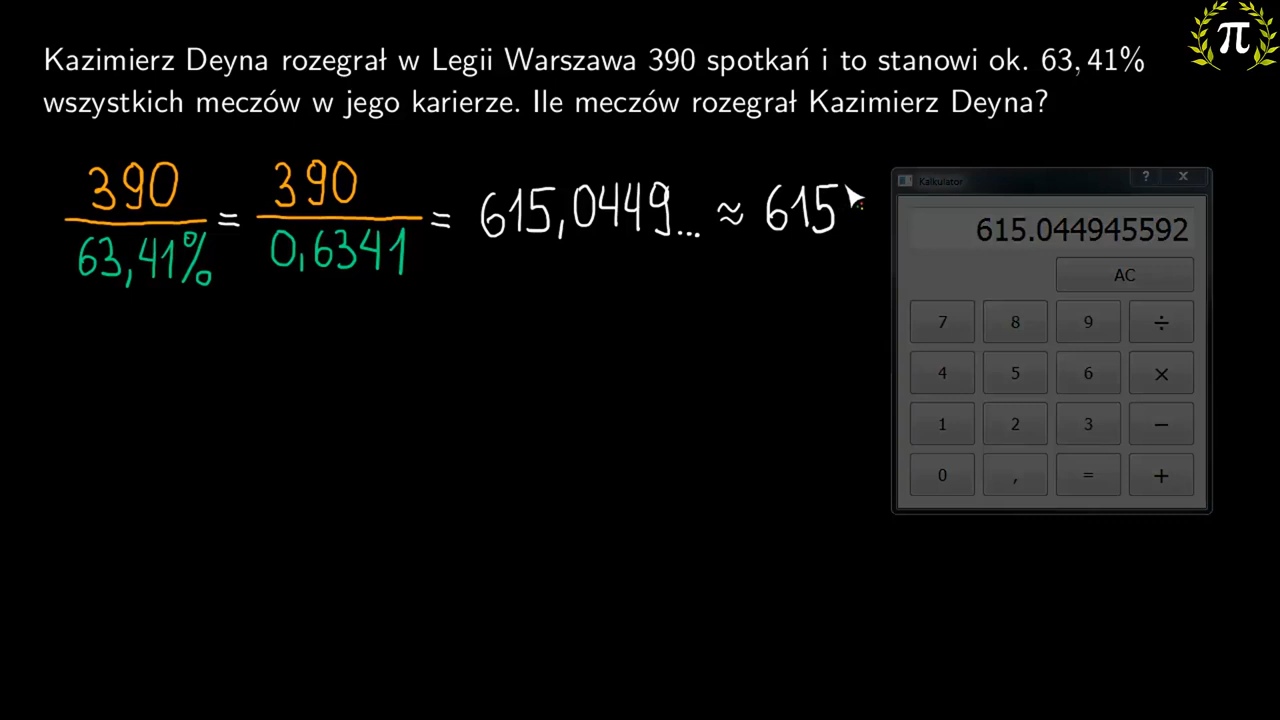 π
Kazimierz Deyna rozegrał w Legii Warszawa 390 spotkań i to stanowi ok. 63,41%
wszystkich meczów w jego karierze. Ile meczów rozegrał Kazimierz Deyna?
390/63,41% = 390/0,6341 = 615,0449... ≈ 615
Kalkulator ? X
615.044945592
AC
7 8 9 ÷
4 5 6 ×
1 2 3 −
0 , = +